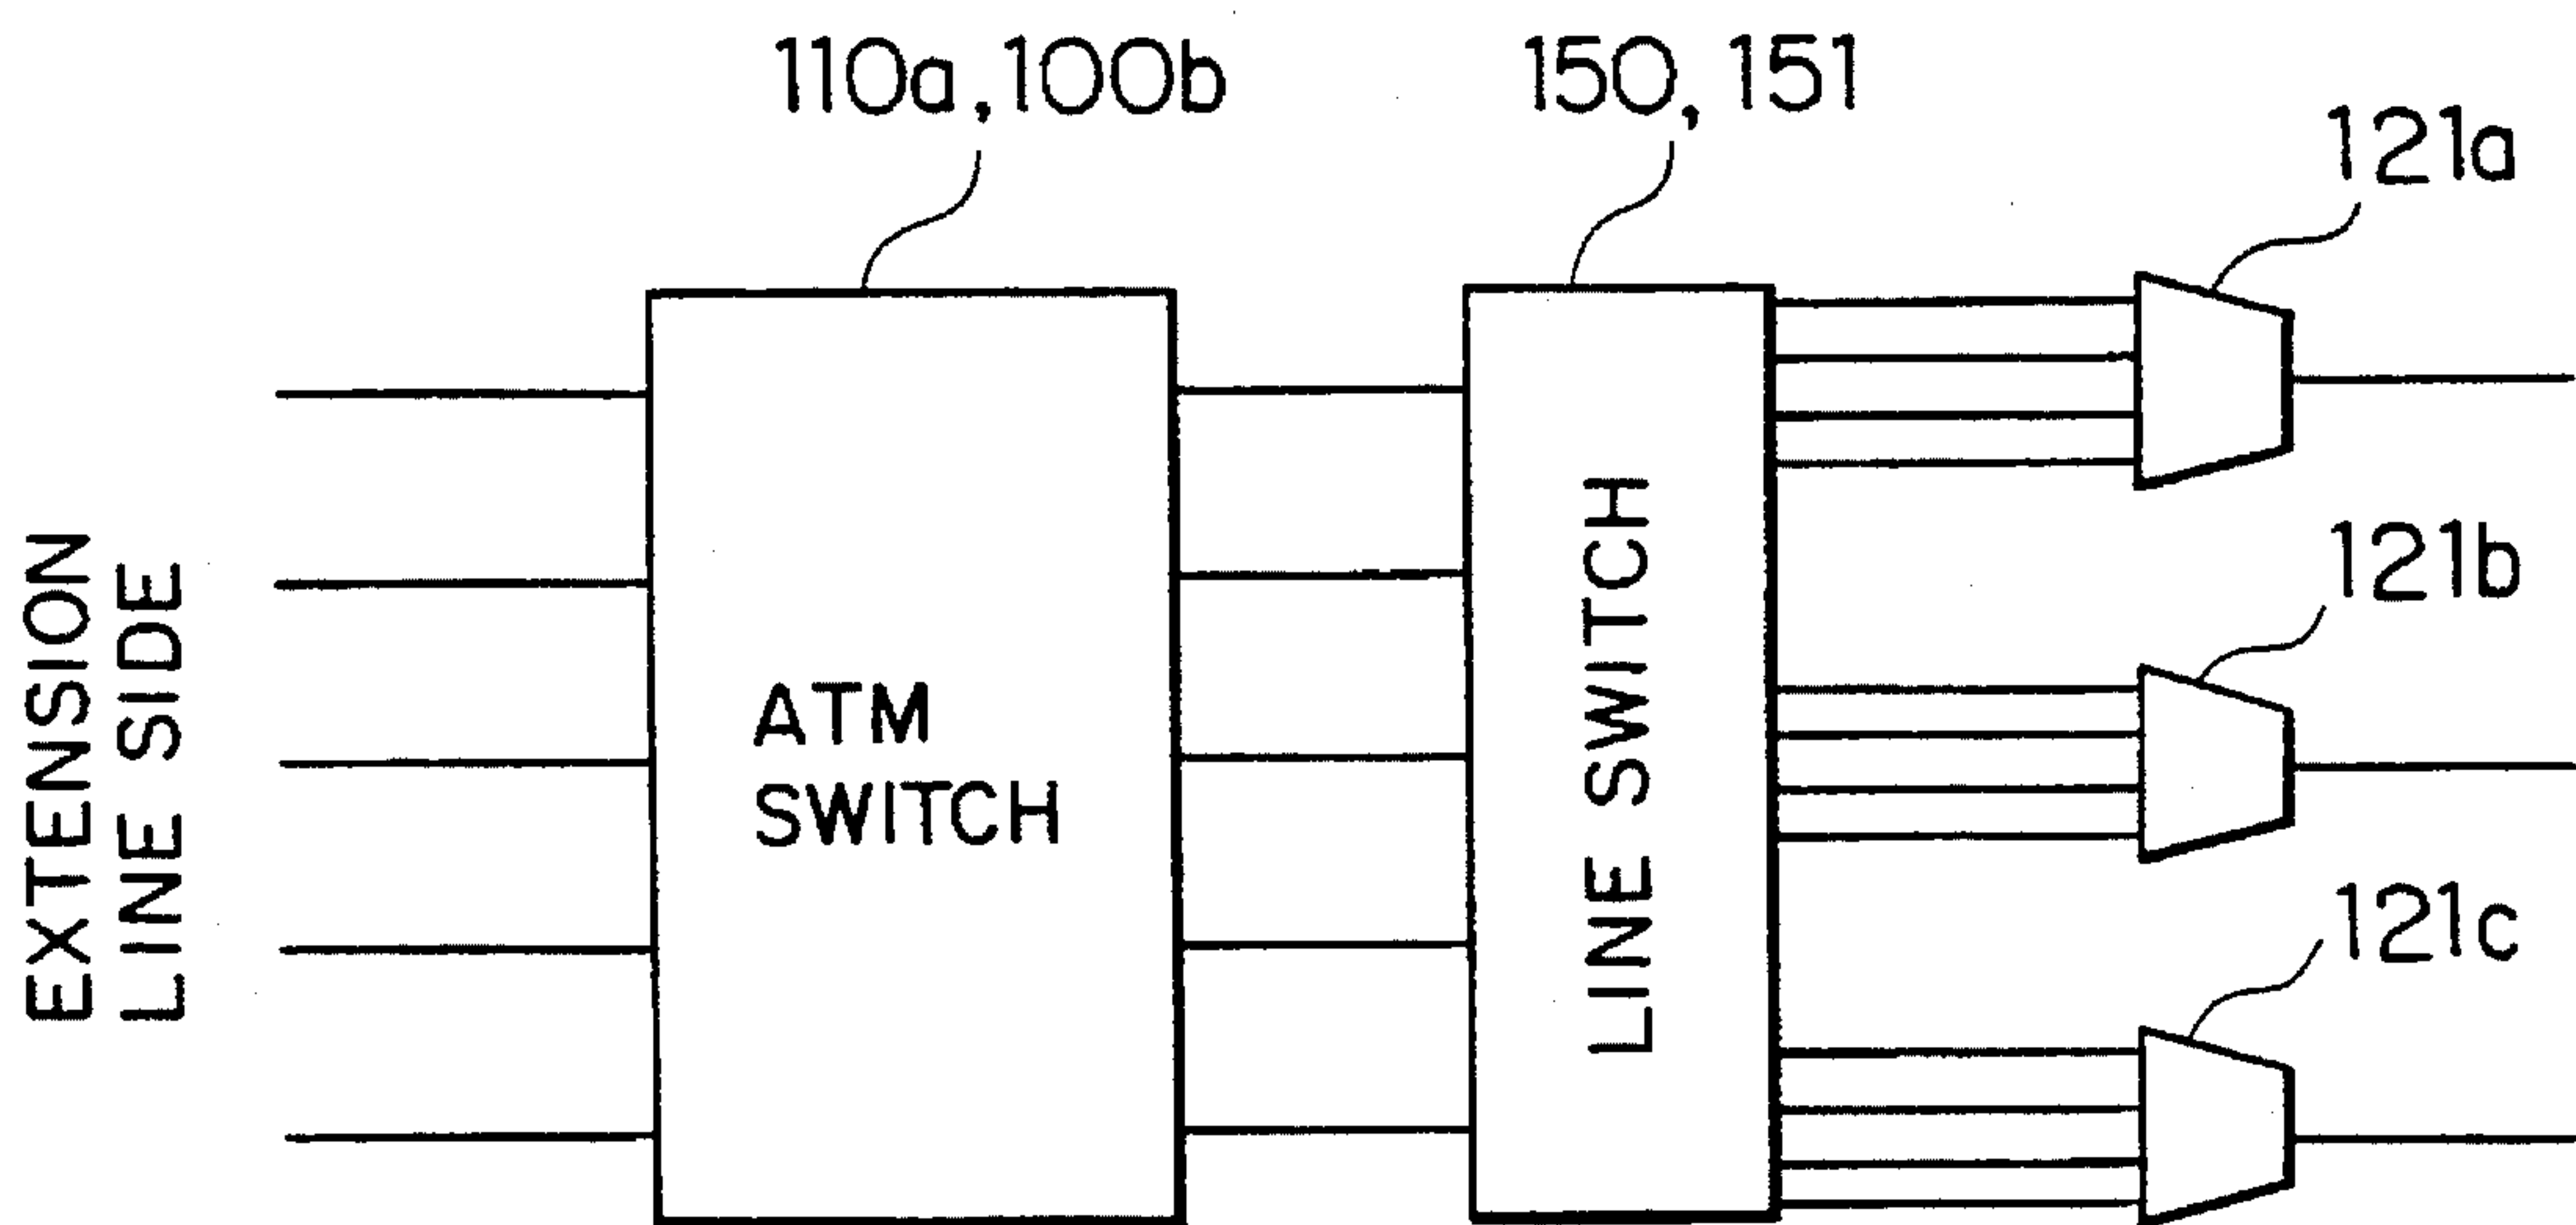 110a, 100b
150, 151
121a
121b
121c
EXTENSION
LINE SIDE
ATM
SWITCH
LINE SWITCH